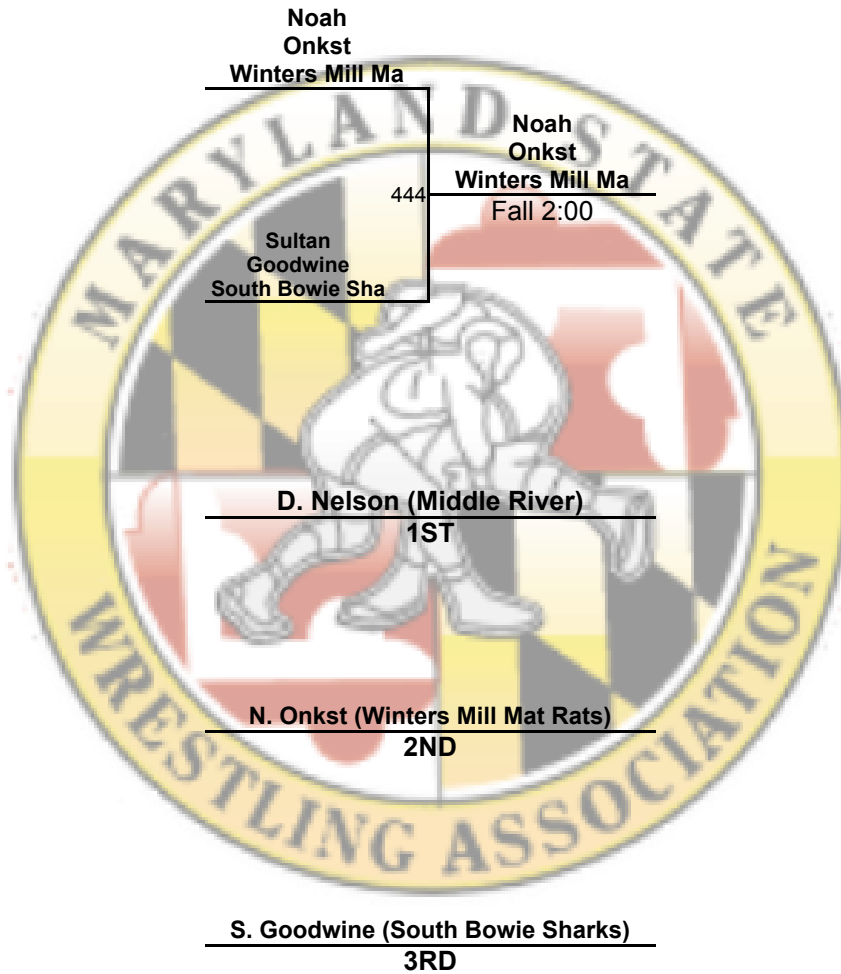 Noah
Onkst
Winters Mill Ma
MARYLAND STATE
Noah
Onkst
Winters Mill Ma
444
Fall 2:00
Sultan
Goodwine
South Bowie Sha
D. Nelson (Middle River)
1ST
N. Onkst (Winters Mill Mat Rats)
2ND
WRESTLING ASSOCIATION
S. Goodwine (South Bowie Sharks)
3RD